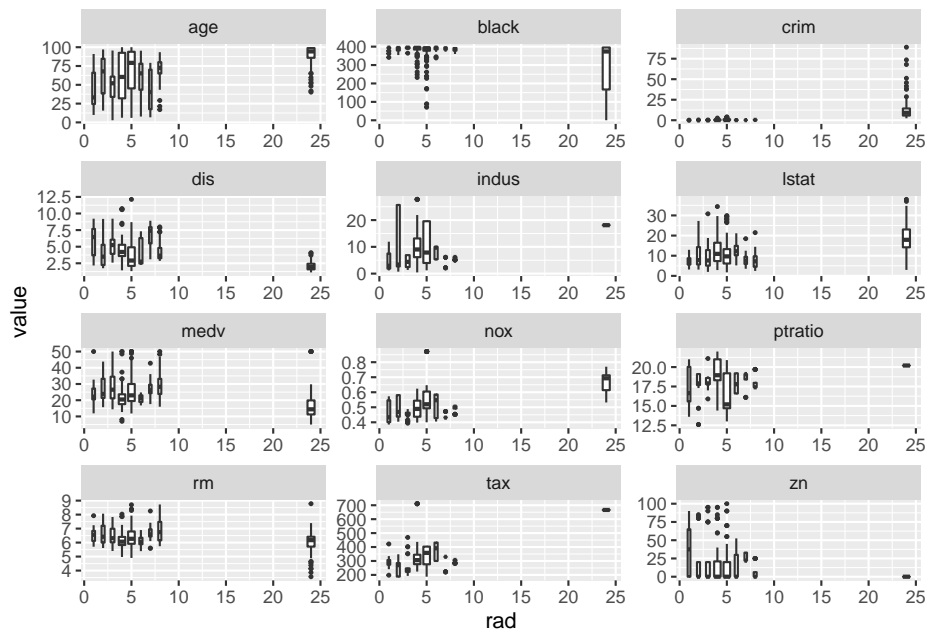 age black crim
100 75 50 25 0
400 300 200 100 0
75 50 25 0
0 5 10 15 20 25 0 5 10 15 20 25 0 5 10 15 20 25
dis indus lstat
12.5 10.0 7.5 5.0 2.5
20 10 0
30 20 10 0
0 5 10 15 20 25 0 5 10 15 20 25 0 5 10 15 20 25
value
medv nox ptratio
50 40 30 20 10
0.8 0.7 0.6 0.5 0.4
20.0 17.5 15.0 12.5
0 5 10 15 20 25 0 5 10 15 20 25 0 5 10 15 20 25
rm tax zn
9 8 7 6 5 4
700 600 500 400 300 200
100 75 50 25 0
0 5 10 15 20 25 0 5 10 15 20 25 0 5 10 15 20 25
rad